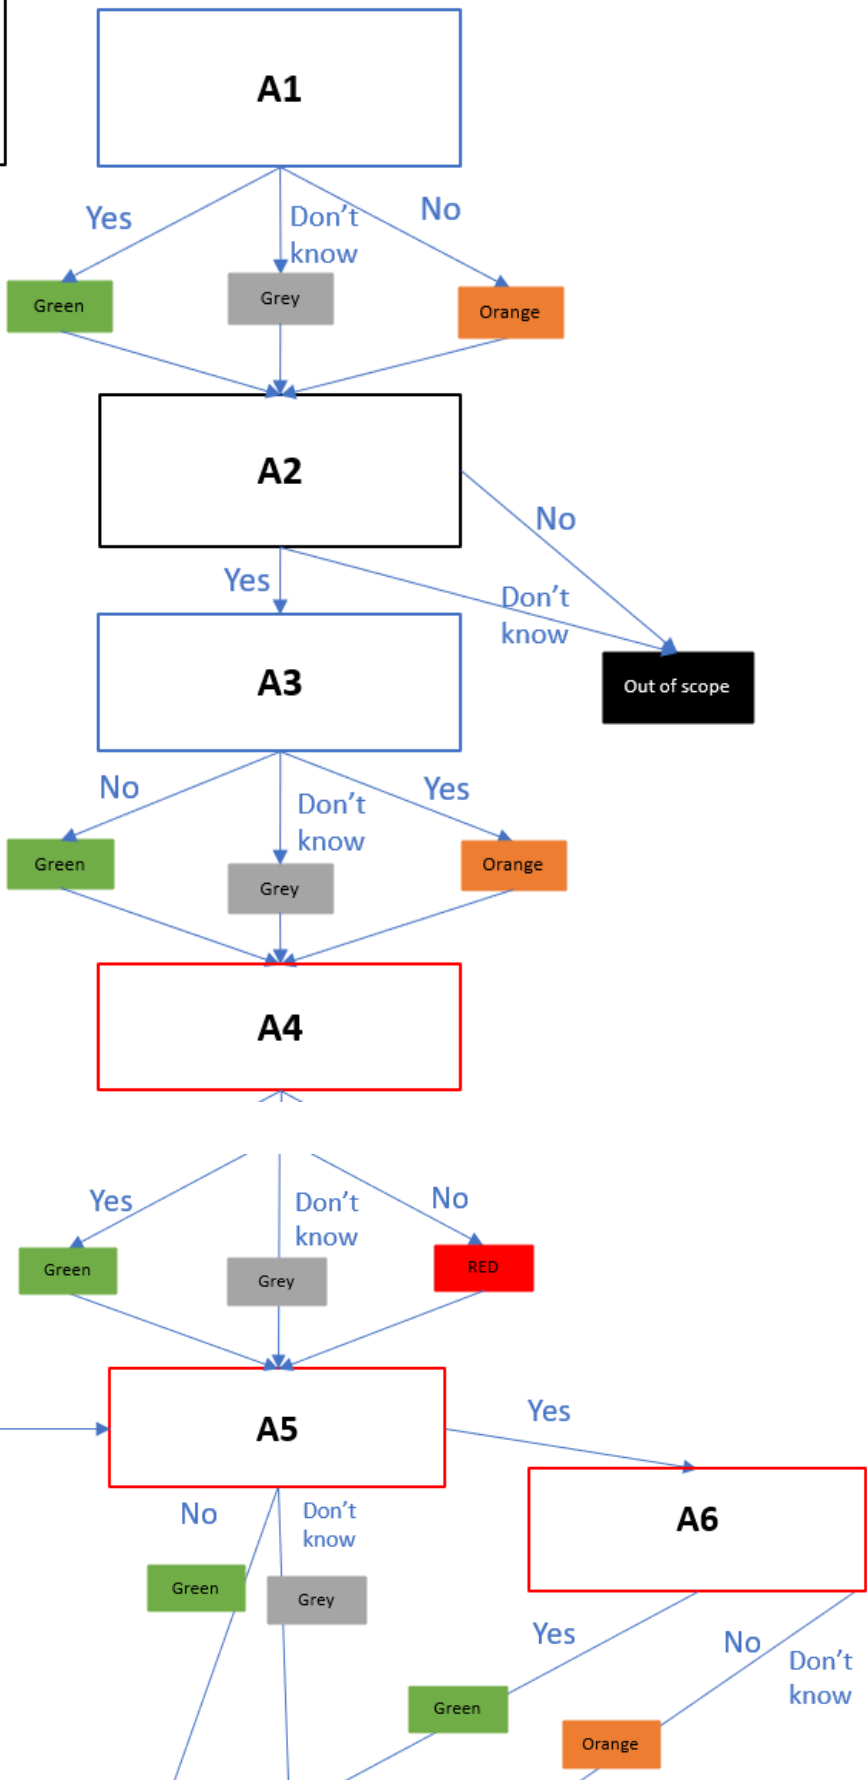 A1
Yes
Don't
know
No
Green
Grey
Orange
A2
No
Yes
Don't
know
A3
Out of scope
No
Don't
know
Yes
Green
Grey
Orange
A4
Yes
Don't
know
No
Green
Grey
RED
A5
Yes
A6
No
Don't
know
Green
Grey
Yes
No
Don't
know
Green
Orange